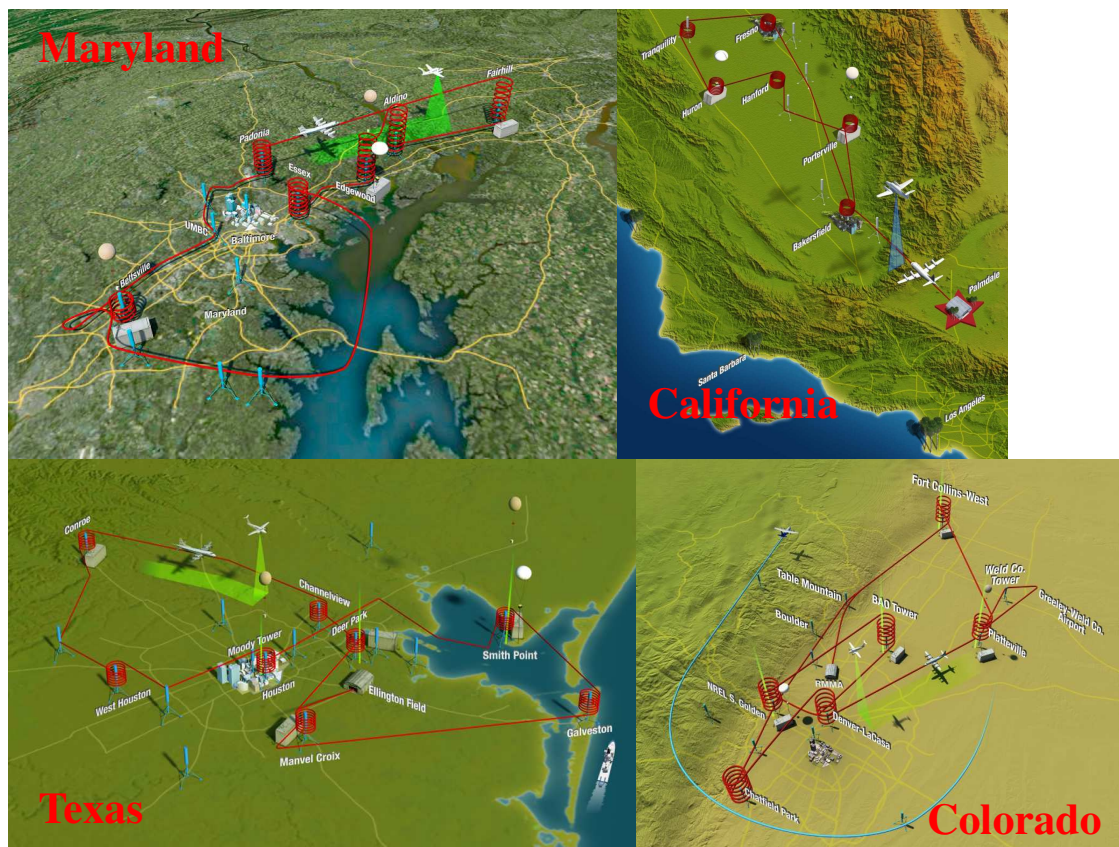 Maryland
Fairhill
Aldino
Padonia
Essex
Edgewood
UMBC
Baltimore
Beltsville
Maryland
Fresno
Tranquility
Huron
Hanford
Porterville
Bakersfield
Palmdale
Santa Barbara
California
Los Angeles
Conroe
Channelview
Deer Park
Moody Tower
Smith Point
West Houston
Houston
Ellington Field
Galveston
Manvel Croix
Texas
Fort Collins-West
Weld Co.
Tower
Table Mountain
BAO Tower
Greeley-Weld Co.
Airport
Boulder
Platteville
RMMA
NREL S. Golden
Denver-LaCasa
Chatfield Park
Colorado